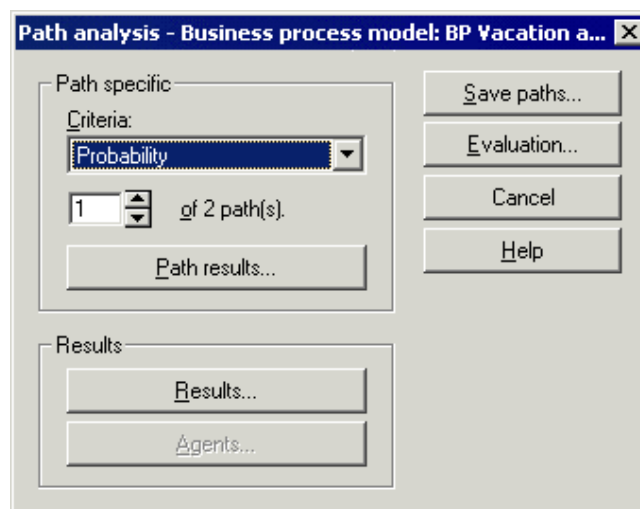 Path analysis - Business process model: BP Vacation a...
Path specific
Criteria:
Probability
1 of 2 path(s).
Path results...
Results
Results...
Agents...
Save paths...
Evaluation...
Cancel
Help